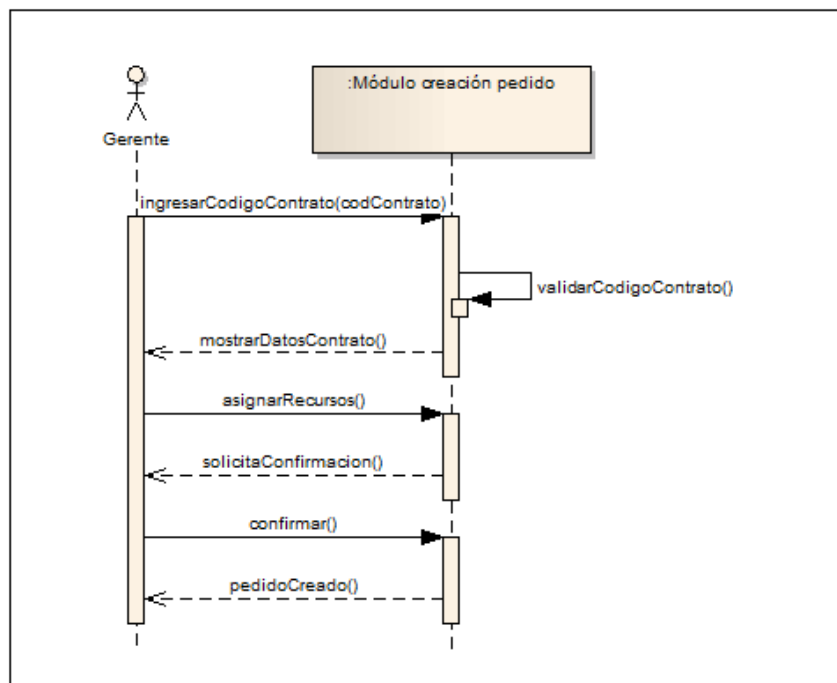 :Módulo creación pedido
Gerente
ingresarCodigoContrato(codContrato)
validarCodigoContrato()
mostrarDatosContrato()
asignarRecursos()
solicitaConfirmacion()
confirmar()
pedidoCreado()